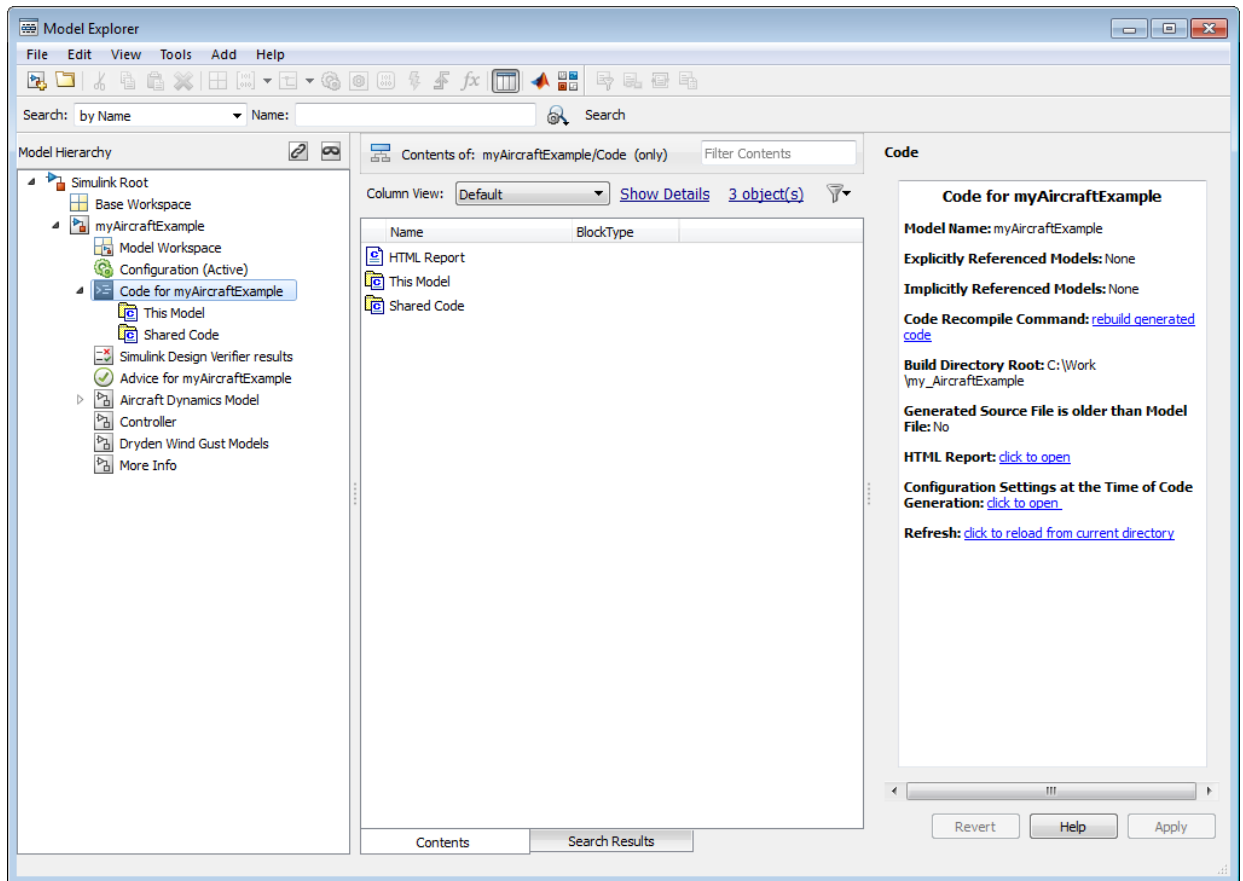 Model Explorer
File Edit View Tools Add Help
fx
Search: by Name Name: Search
Model Hierarchy
Simulink Root
Base Workspace
myAircraftExample
Model Workspace
Configuration (Active)
Code for myAircraftExample
This Model
Shared Code
Simulink Design Verifier results
Advice for myAircraftExample
Aircraft Dynamics Model
Controller
Dryden Wind Gust Models
More Info
Contents of: myAircraftExample/Code (only) Filter Contents
Column View: Default Show Details 3 object(s)
Name BlockType
HTML Report
This Model
Shared Code
Contents Search Results
Code
Code for myAircraftExample
Model Name: myAircraftExample
Explicitly Referenced Models: None
Implicitly Referenced Models: None
Code Recompile Command: rebuild generated
code
Build Directory Root: C:\Work
\my_AircraftExample
Generated Source File is older than Model
File: No
HTML Report: click to open
Configuration Settings at the Time of Code
Generation: click to open
Refresh: click to reload from current directory
Revert Help Apply